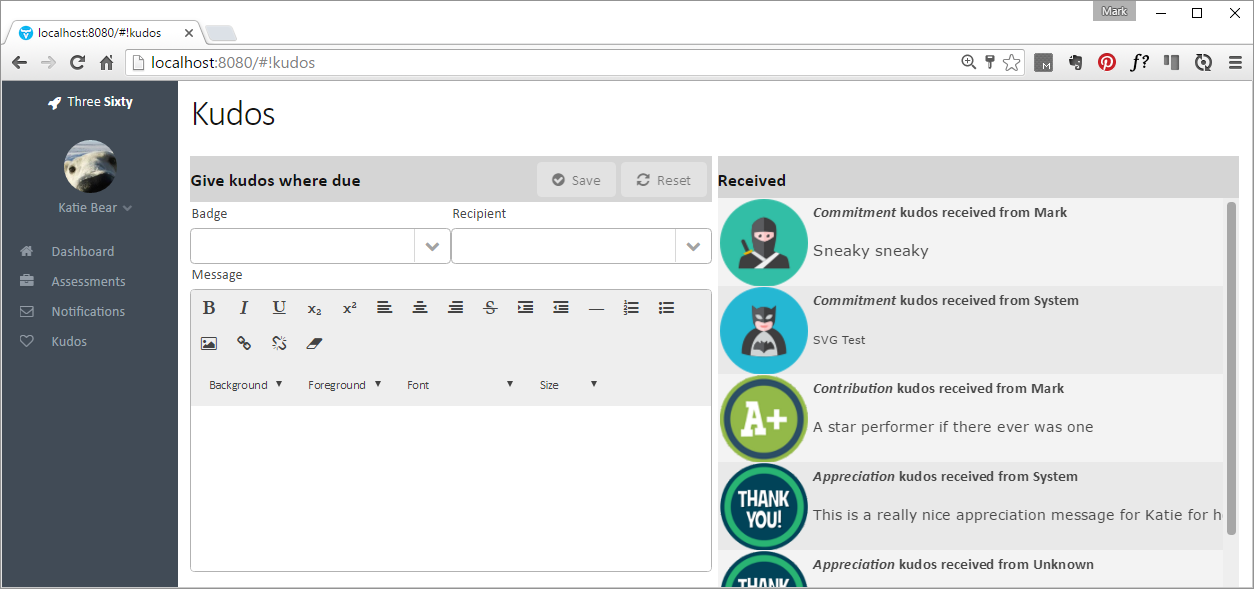 Mark
localhost:8080/#!kudos
localhost:8080/#!kudos
M
f?
Three Sixty
Katie Bear
Dashboard
Assessments
Notifications
Kudos
Kudos
Give kudos where due
Save
Reset
Badge
Recipient
Message
B I U x₂ x² S
Background ▼ Foreground ▼ Font ▼ Size ▼
Received
Commitment kudos received from Mark
Sneaky sneaky
Commitment kudos received from System
SVG Test
Contribution kudos received from Mark
A+
A star performer if there ever was one
Appreciation kudos received from System
THANK
YOU!
This is a really nice appreciation message for Katie for h
Appreciation kudos received from Unknown
THANK